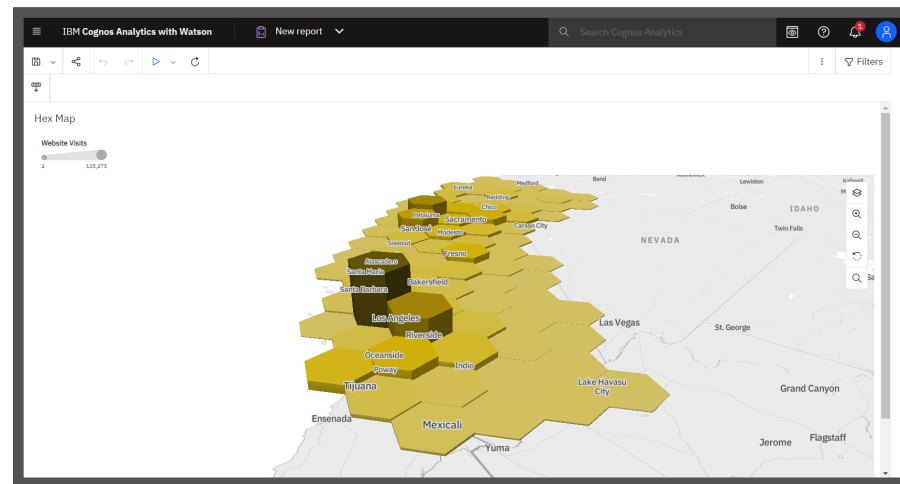 IBM Cognos Analytics with Watson
New report
Search Cognos Analytics
1
Filters
Hex Map
Website Visits
2
Eureka
Medford
Bend
Lewiston
Redding
Chico
Boise
IDAHO
Petaluma
Sacramento
Carson City
Twin Falls
San José
Modesto
NEVADA
Soledad
Fresno
Atascadero
Santa Maria
Bakersfield
Santa Barbara
Los Angeles
Las Vegas
St. George
Riverside
Oceanside
Poway
Indio
Tijuana
Lake Havasu
City
Grand Canyon
Ensenada
Mexicali
Flagstaff
Jerome
Yuma